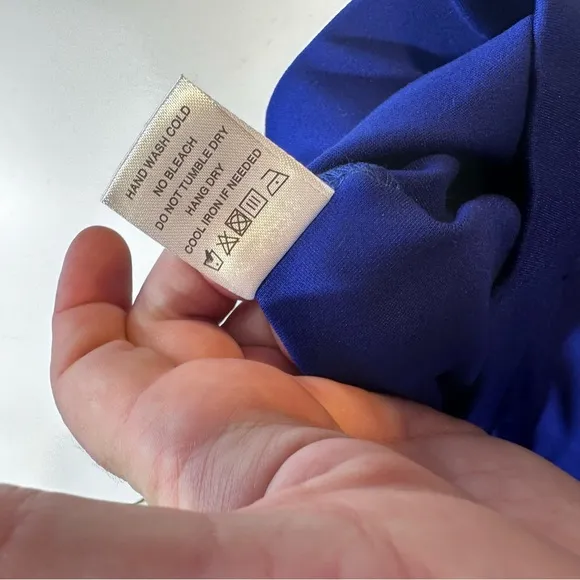 HAND WASH COLD
NO BLEACH
DO NOT TUMBLE DRY
HANG DRY
COOL IRON IF NEEDED